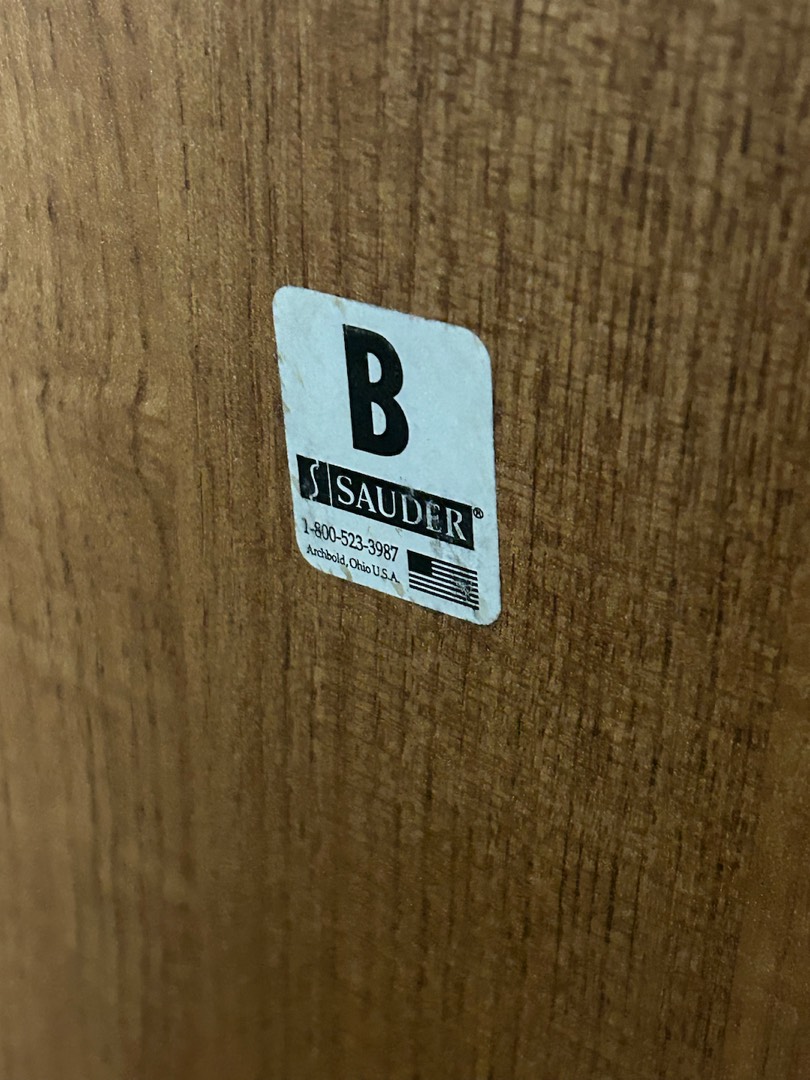 B
SAUDER®
1-800-523-3987
Archbold, Ohio U.S.A.